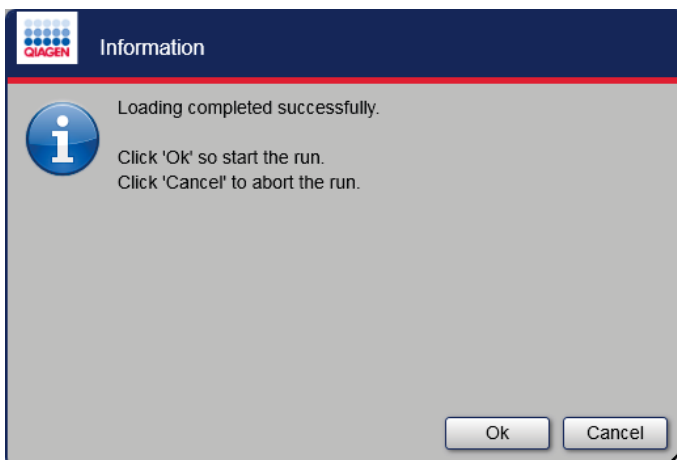 QIAGEN
Information
Loading completed successfully.
Click 'Ok' so start the run.
Click 'Cancel' to abort the run.
Ok
Cancel